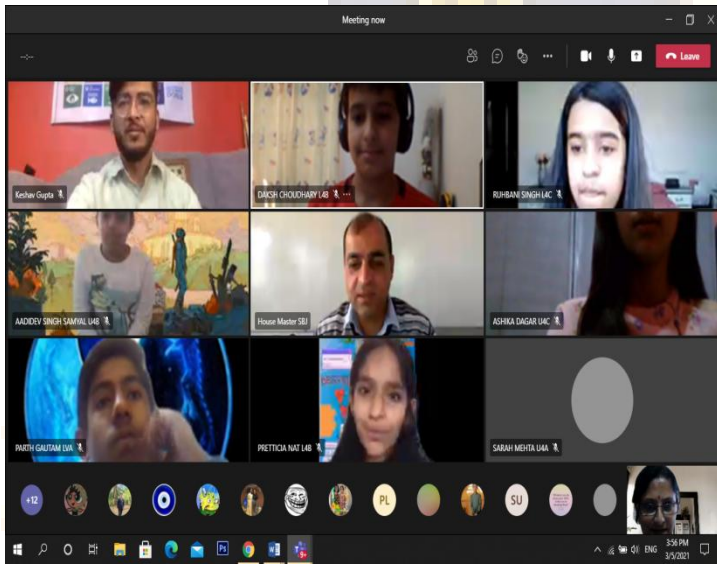 Meeting now
--:--
Leave
Keshav Gupta
DAKSH CHOUDHARY L4B
RUHBANI SINGH L4C
AADIDEV SINGH SAMYAL U4B
House Master SBJ
ASHIKA DAGAR U4C
PARTH GAUTAM LVA
PRETTICIA NAT L4B
SARAH MEHTA U4A
+12
PL
SU
Ps
9+
ENG
3:56 PM
3/5/2021